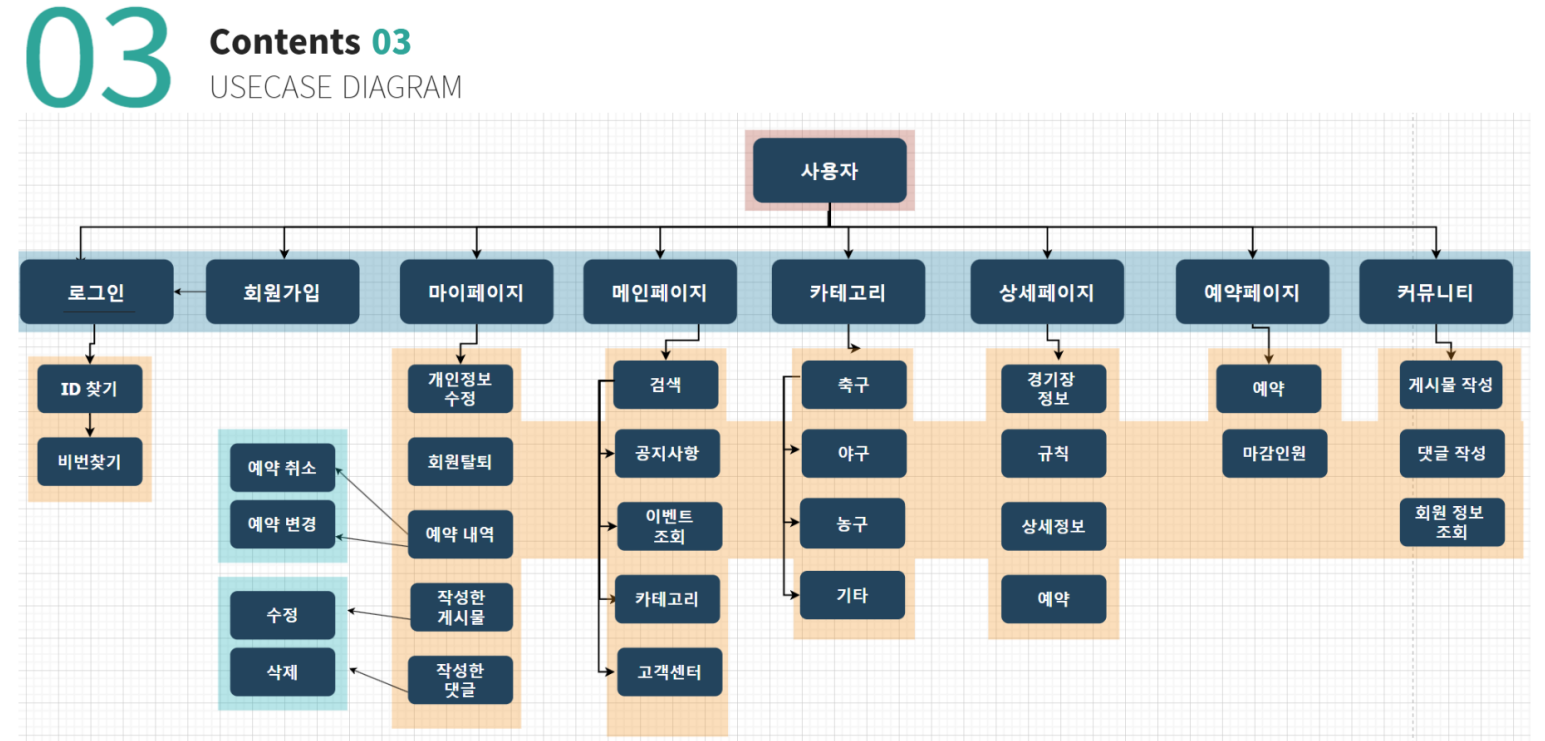 03
Contents 03
USECASE DIAGRAM
사용자
로그인
회원가입
마이페이지
메인페이지
카테고리
상세페이지
예약페이지
커뮤니티
ID 찾기
비번찾기
예약 취소
예약 변경
수정
삭제
개인정보
수정
회원탈퇴
예약 내역
작성한
게시물
작성한
댓글
검색
공지사항
이벤트
조회
카테고리
고객센터
축구
야구
농구
기타
경기장
정보
규칙
상세정보
예약
예약
마감인원
게시물 작성
댓글 작성
회원 정보
조회